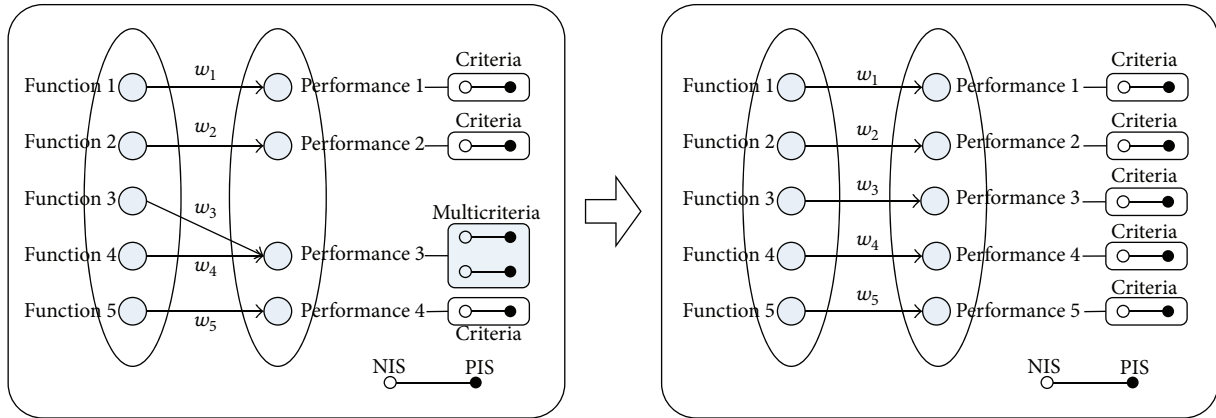 Criteria
Function 1 w1 Performance 1
Criteria
Function 2 w2 Performance 2
Function 3 w3
Multicriteria
Function 4 w4 Performance 3
Function 5 w5 Performance 4
Criteria
NIS PIS
Criteria
Function 1 w1 Performance 1
Criteria
Function 2 w2 Performance 2
Criteria
Function 3 w3 Performance 3
Criteria
Function 4 w4 Performance 4
Criteria
Function 5 w5 Performance 5
NIS PIS